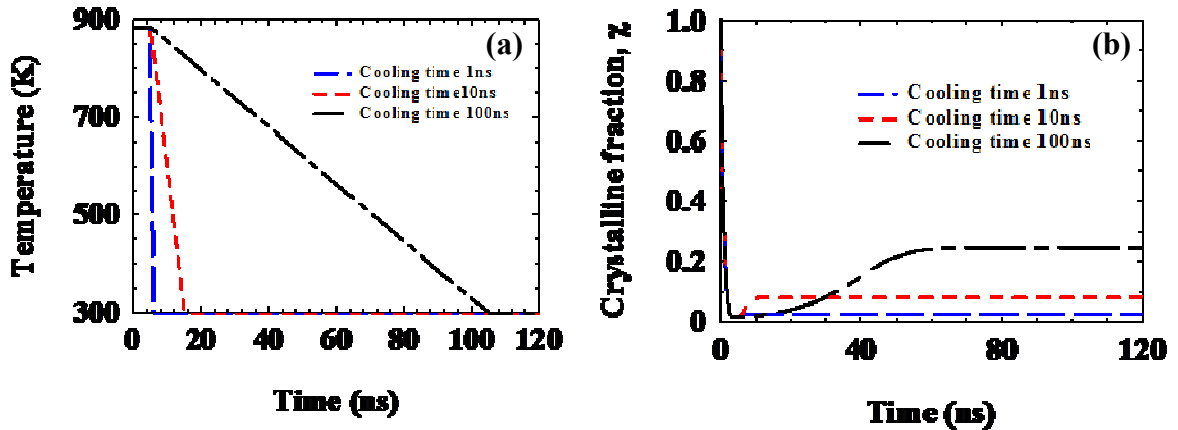 (a)
900
700
500
300
Temperature (K)
Cooling time 1ns
Cooling time10ns
Cooling time 100ns
0 20 40 60 80 100 120
Time (ns)
(b)
1.0
0.8
0.6
0.4
0.2
0
Crystalline fraction, χ
Cooling time 1ns
Cooling time 10ns
Cooling time 100ns
0 40 80 120
Time (ns)